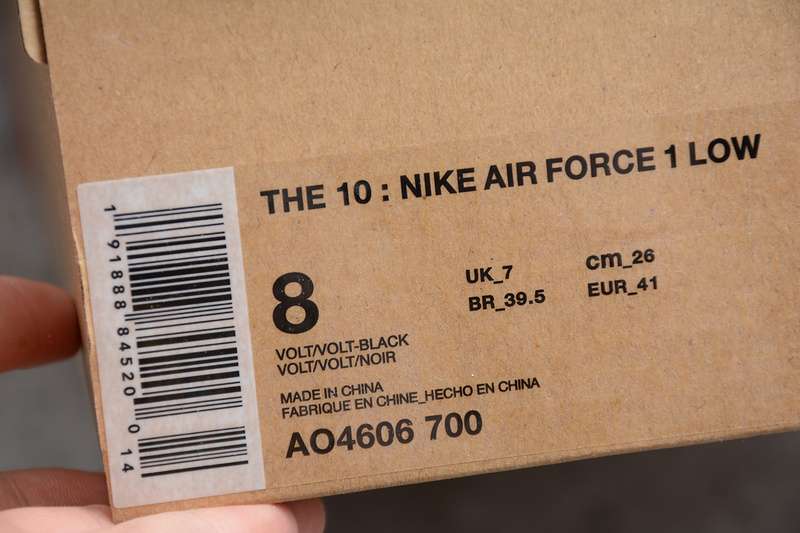 THE 10 : NIKE AIR FORCE 1 LOW
8
UK_7 cm_26
BR_39.5 EUR_41
VOLT/VOLT-BLACK
VOLT/VOLT/NOIR
MADE IN CHINA
FABRIQUE EN CHINE_HECHO EN CHINA
AO4606 700
1 91888 84520 0 14